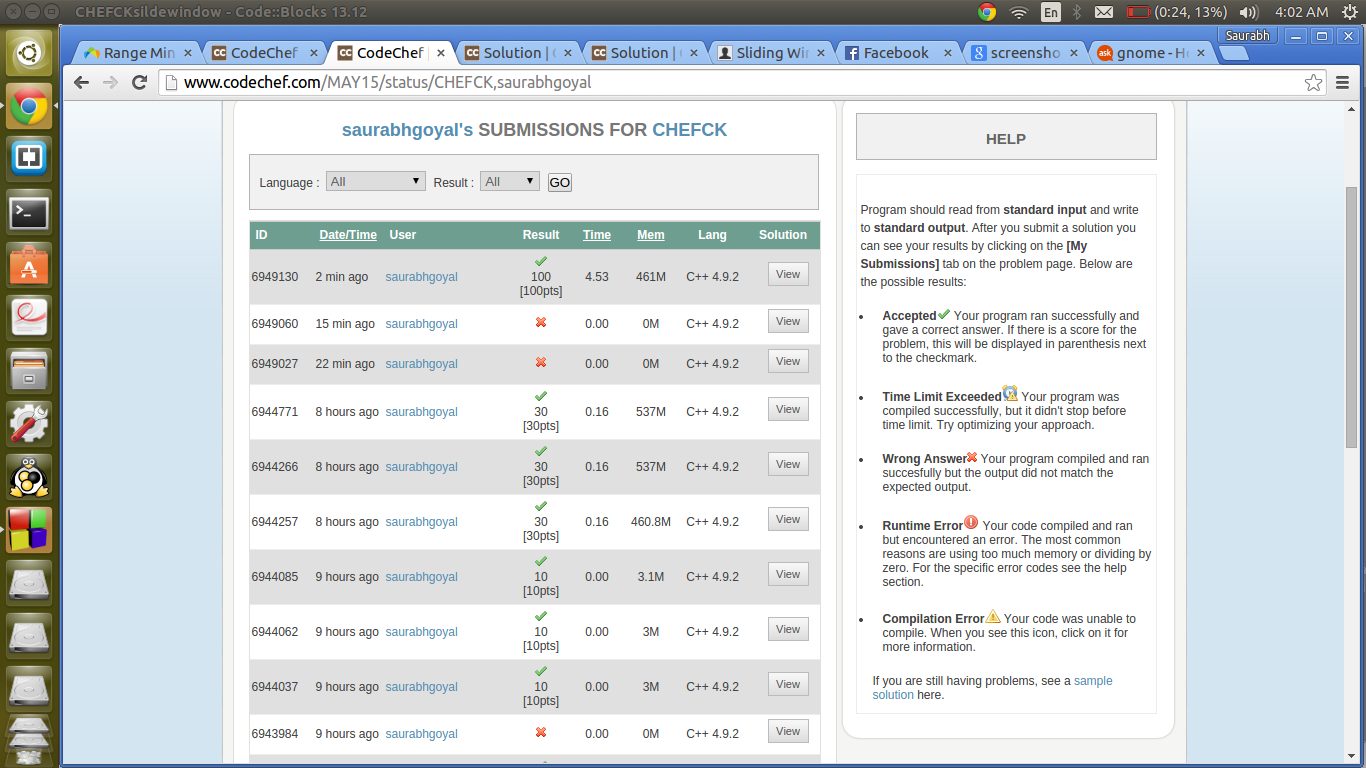 CHEFCKsildewindow - Code::Blocks 13.12
En
(0:24, 13%)
4:02 AM
Saurabh
Range Min
CodeChef
CodeChef
Solution | C
Solution | C
Sliding Win
Facebook
screensho
ask
gnome - Ho
www.codechef.com/MAY15/status/CHEFCK,saurabhgoyal
saurabhgoyal's SUBMISSIONS FOR CHEFCK
Language : All Result : All GO
ID Date/Time User Result Time Mem Lang Solution
6949130 2 min ago saurabhgoyal 100 [100pts] 4.53 461M C++ 4.9.2 View
6949060 15 min ago saurabhgoyal 0.00 0M C++ 4.9.2 View
6949027 22 min ago saurabhgoyal 0.00 0M C++ 4.9.2 View
6944771 8 hours ago saurabhgoyal 30 [30pts] 0.16 537M C++ 4.9.2 View
6944266 8 hours ago saurabhgoyal 30 [30pts] 0.16 537M C++ 4.9.2 View
6944257 8 hours ago saurabhgoyal 30 [30pts] 0.16 460.8M C++ 4.9.2 View
6944085 9 hours ago saurabhgoyal 10 [10pts] 0.00 3.1M C++ 4.9.2 View
6944062 9 hours ago saurabhgoyal 10 [10pts] 0.00 3M C++ 4.9.2 View
6944037 9 hours ago saurabhgoyal 10 [10pts] 0.00 3M C++ 4.9.2 View
6943984 9 hours ago saurabhgoyal 0.00 0M C++ 4.9.2 View
HELP
Program should read from standard input and write
to standard output. After you submit a solution you
can see your results by clicking on the [My
Submissions] tab on the problem page. Below are
the possible results:
Accepted Your program ran successfully and
gave a correct answer. If there is a score for the
problem, this will be displayed in parenthesis next
to the checkmark.
Time Limit Exceeded Your program was
compiled successfully, but it didn't stop before
time limit. Try optimizing your approach.
Wrong Answer Your program compiled and ran
succesfully but the output did not match the
expected output.
Runtime Error Your code compiled and ran
but encountered an error. The most common
reasons are using too much memory or dividing by
zero. For the specific error codes see the help
section.
Compilation Error Your code was unable to
compile. When you see this icon, click on it for
more information.
If you are still having problems, see a sample
solution here.